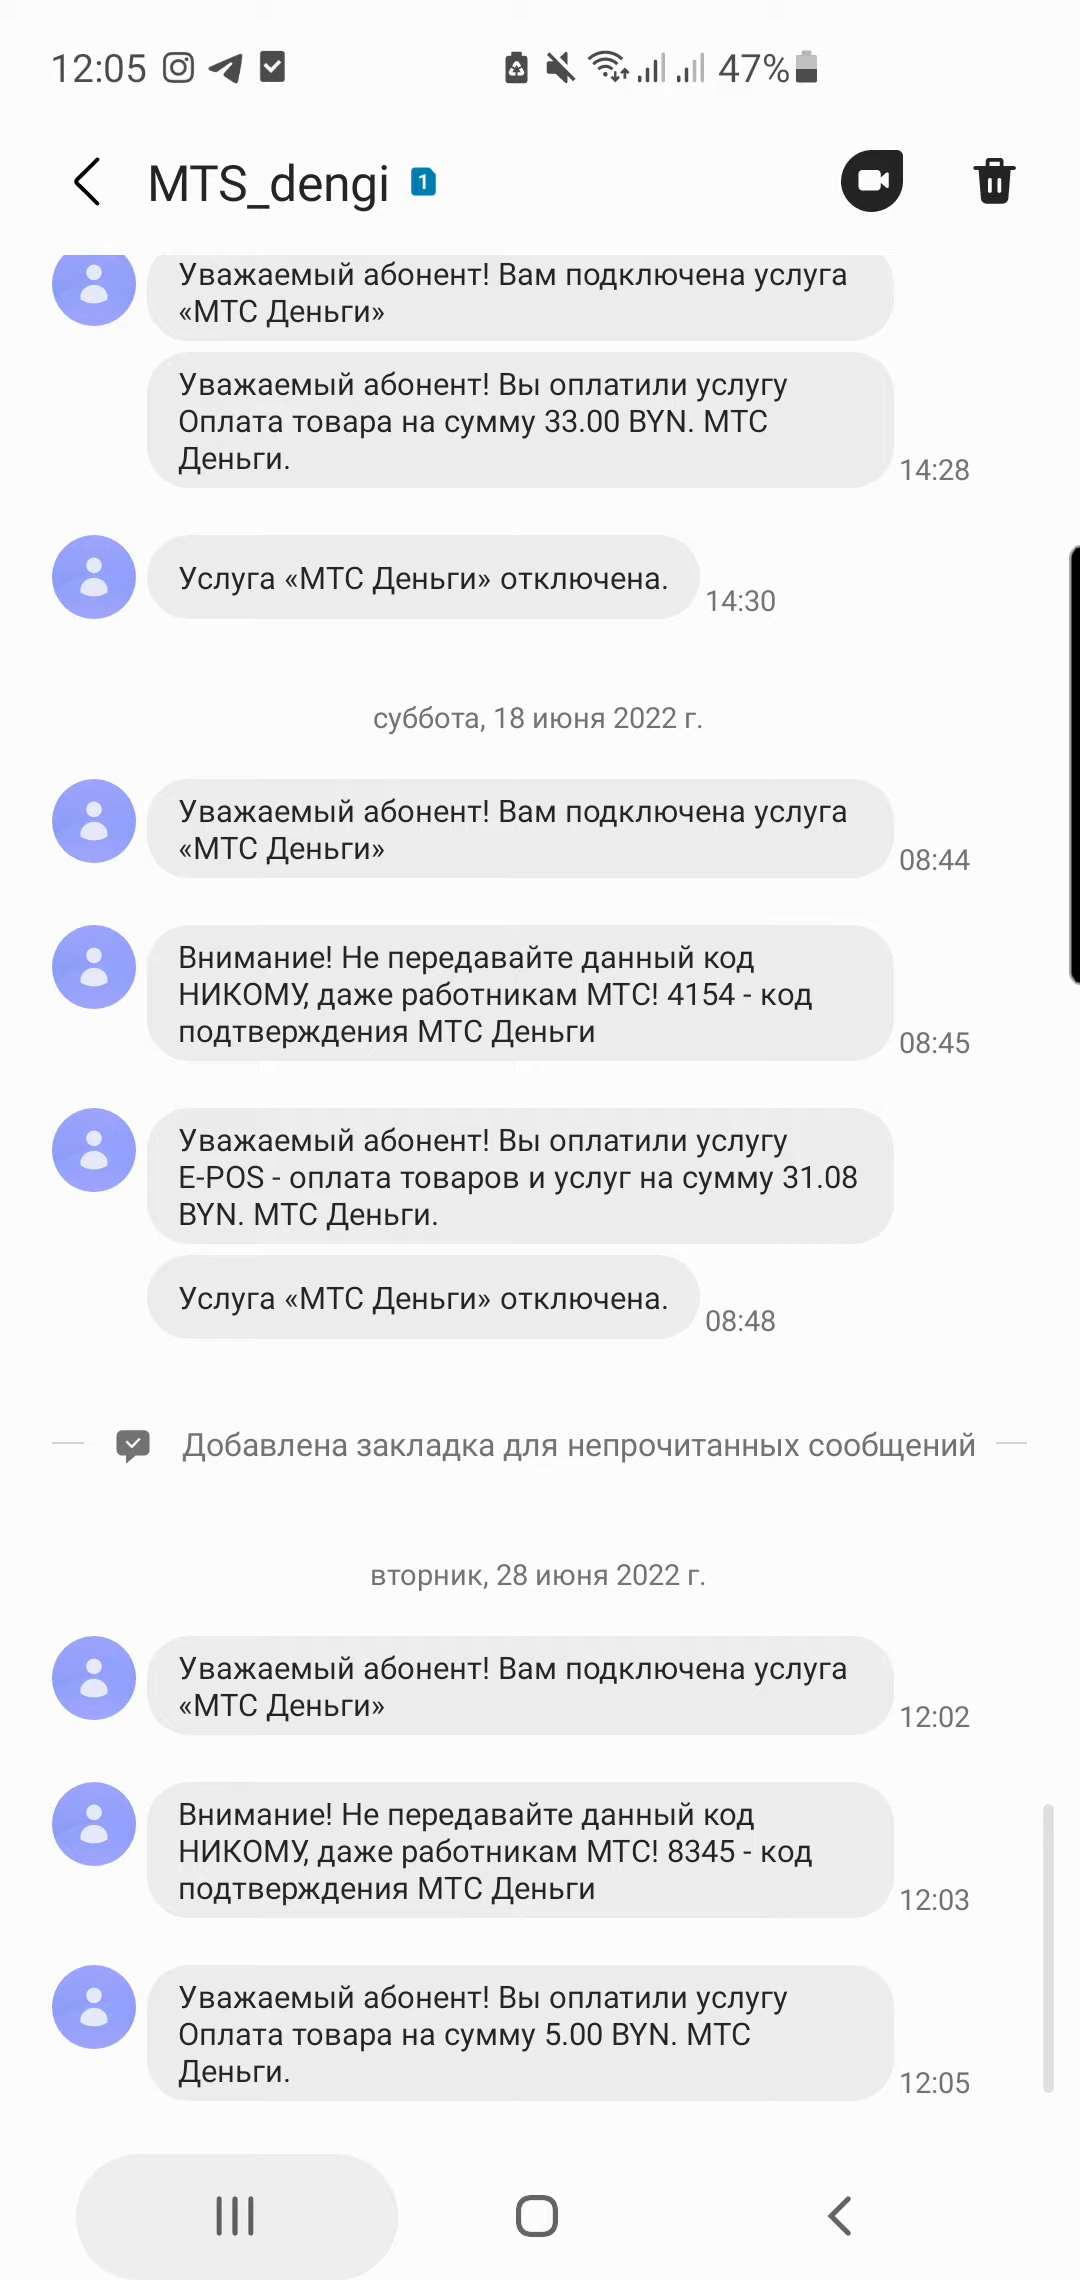 12:05
47%
MTS_dengi 1
Уважаемый абонент! Вам подключена услуга
«МТС Деньги»
Уважаемый абонент! Вы оплатили услугу
Оплата товара на сумму 33.00 BYN. МТС
Деньги.
14:28
Услуга «МТС Деньги» отключена.
14:30
суббота, 18 июня 2022 г.
Уважаемый абонент! Вам подключена услуга
«МТС Деньги»
08:44
Внимание! Не передавайте данный код
НИКОМУ, даже работникам МТС! 4154 - код
подтверждения МТС Деньги
08:45
Уважаемый абонент! Вы оплатили услугу
E-POS - оплата товаров и услуг на сумму 31.08
BYN. МТС Деньги.
Услуга «МТС Деньги» отключена.
08:48
Добавлена закладка для непрочитанных сообщений
вторник, 28 июня 2022 г.
Уважаемый абонент! Вам подключена услуга
«МТС Деньги»
12:02
Внимание! Не передавайте данный код
НИКОМУ, даже работникам МТС! 8345 - код
подтверждения МТС Деньги
12:03
Уважаемый абонент! Вы оплатили услугу
Оплата товара на сумму 5.00 BYN. МТС
Деньги.
12:05